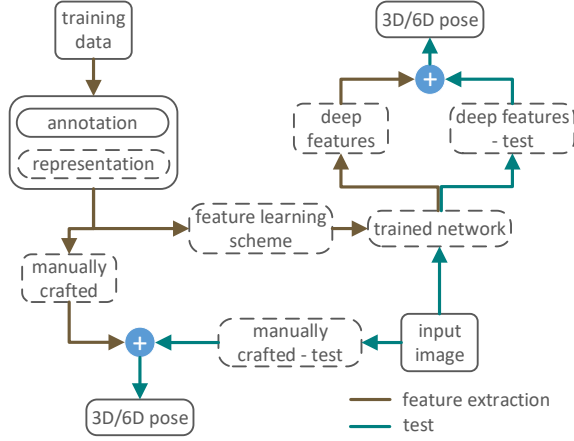 training
data
3D/6D pose
annotation
representation
deep
features
deep features
- test
feature learning
scheme
trained network
manually
crafted
manually
crafted - test
input
image
3D/6D pose
feature extraction
test